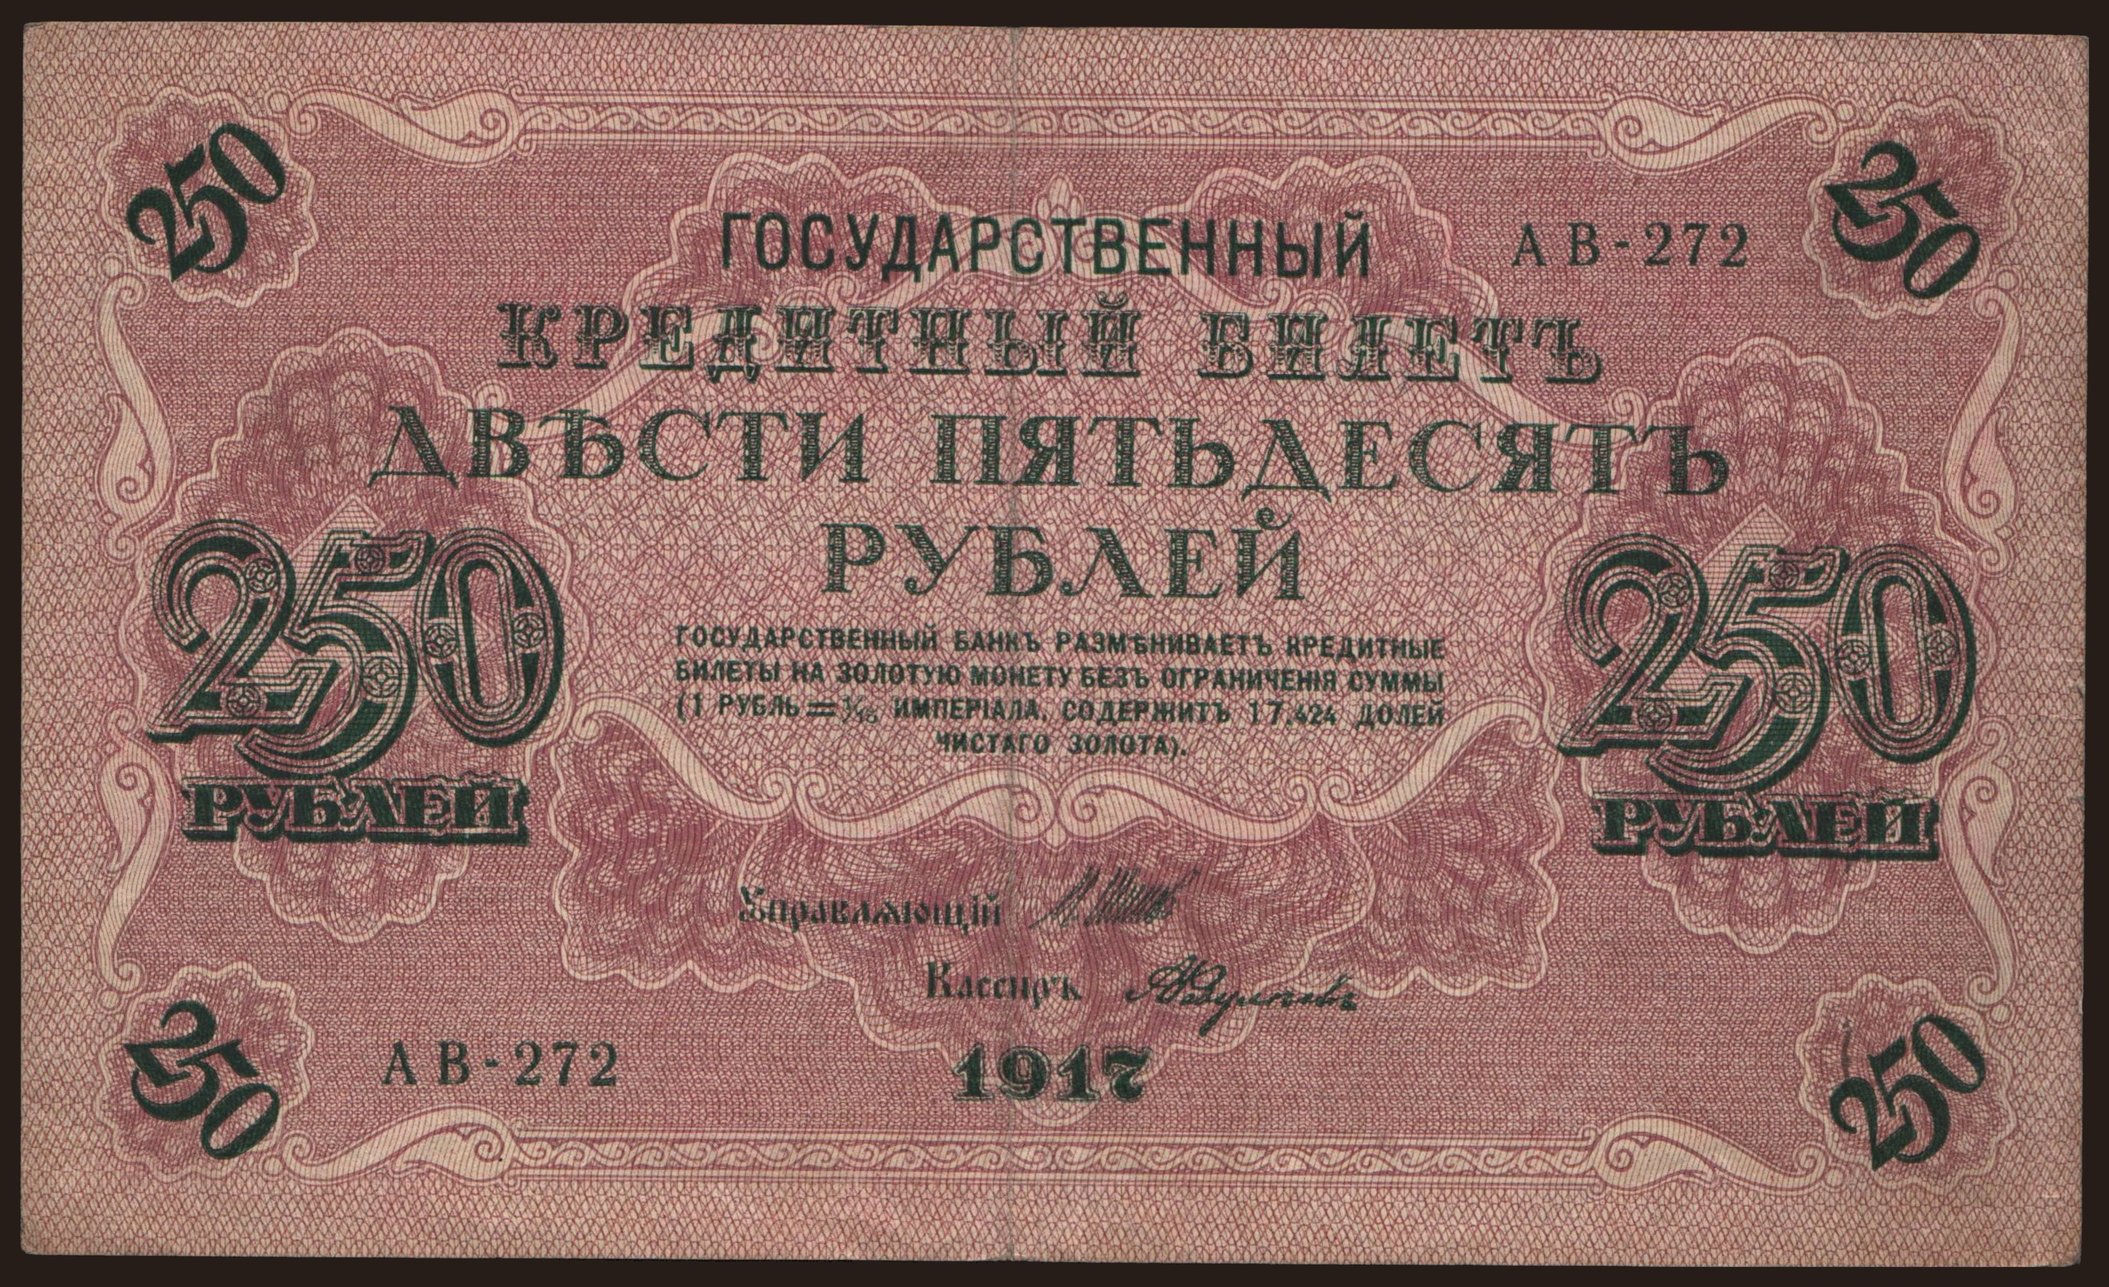 250 250
ГОСУДАРСТВЕННЫЙ АВ-272
КРЕДИТНЫЙ БИЛЕТЪ
ДВѢСТИ ПЯТЬДЕСЯТЪ
РУБЛЕЙ
250 250
РУБЛЕЙ РУБЛЕЙ
ГОСУДАРСТВЕННЫЙ БАНКЪ РАЗМѢНИВАЕТЪ КРЕДИТНЫЕ
БИЛЕТЫ НА ЗОЛОТУЮ МОНЕТУ БЕЗЪ ОГРАНИЧЕНІЯ СУММЫ
(1 РУБЛЬ = 1/15 ИМПЕРІАЛА, СОДЕРЖИТЪ 17,424 ДОЛЕЙ
ЧИСТАГО ЗОЛОТА).
Управляющій И. Шипов
Кассиръ
АВ-272 1917
250 250